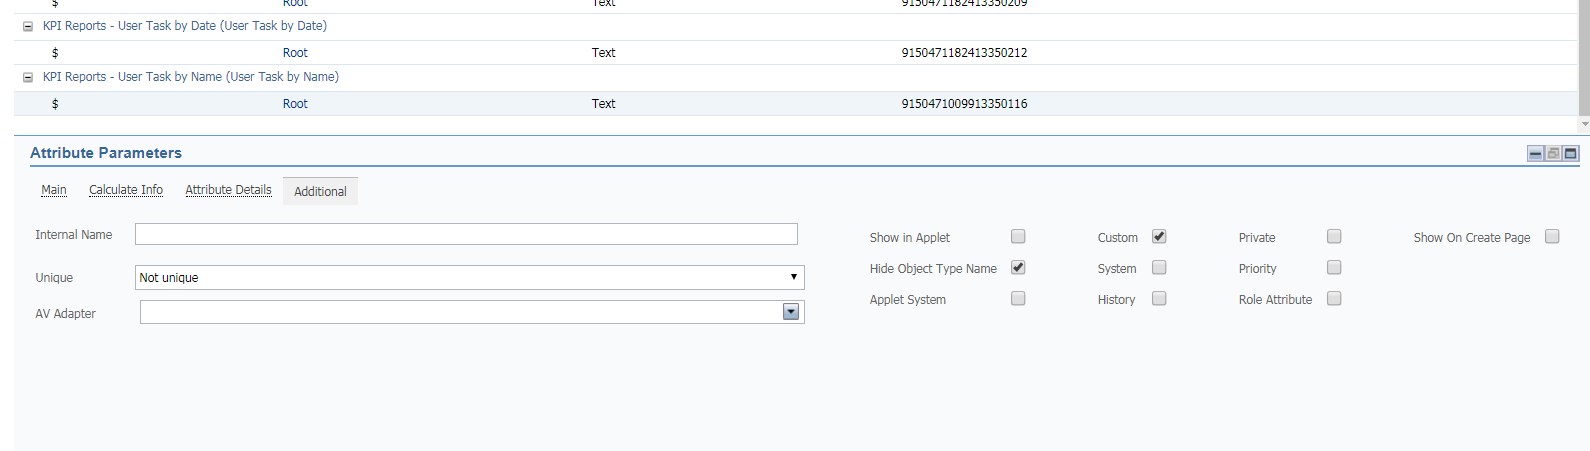 $ Root Text 9150471182413350209
KPI Reports - User Task by Date (User Task by Date)
$ Root Text 9150471182413350212
KPI Reports - User Task by Name (User Task by Name)
$ Root Text 9150471009913350116
Attribute Parameters
Main Calculate Info Attribute Details Additional
Internal Name Show in Applet Custom Private Show On Create Page
Unique Not unique Hide Object Type Name System Priority
AV Adapter Applet System History Role Attribute